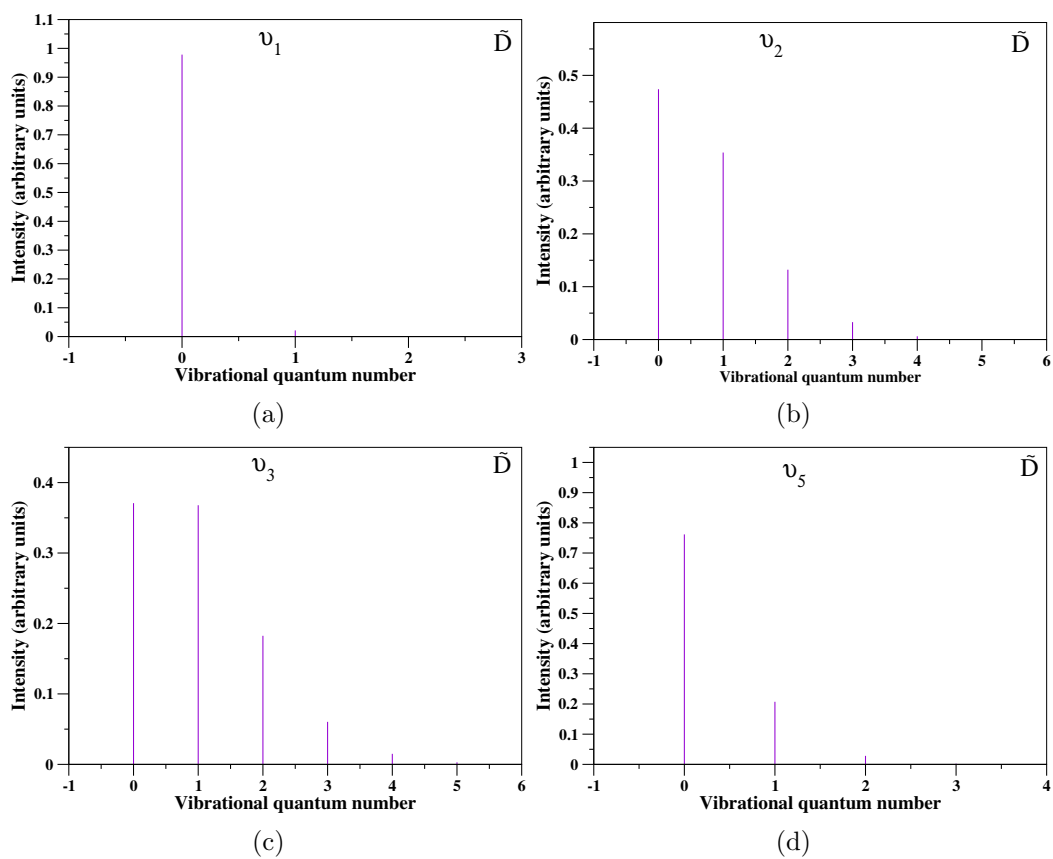 υ1 D̃
Intensity (arbitrary units)
1.1
1
0.9
0.8
0.7
0.6
0.5
0.4
0.3
0.2
0.1
0
-1 0 1 2 3
Vibrational quantum number
(a)
υ2 D̃
Intensity (arbitrary units)
0.5
0.4
0.3
0.2
0.1
0
-1 0 1 2 3 4 5 6
Vibrational quantum number
(b)
υ3 D̃
Intensity (arbitrary units)
0.4
0.3
0.2
0.1
0
-1 0 1 2 3 4 5 6
Vibrational quantum number
(c)
υ5 D̃
Intensity (arbitrary units)
1
0.9
0.8
0.7
0.6
0.5
0.4
0.3
0.2
0.1
0
-1 0 1 2 3 4
Vibrational quantum number
(d)